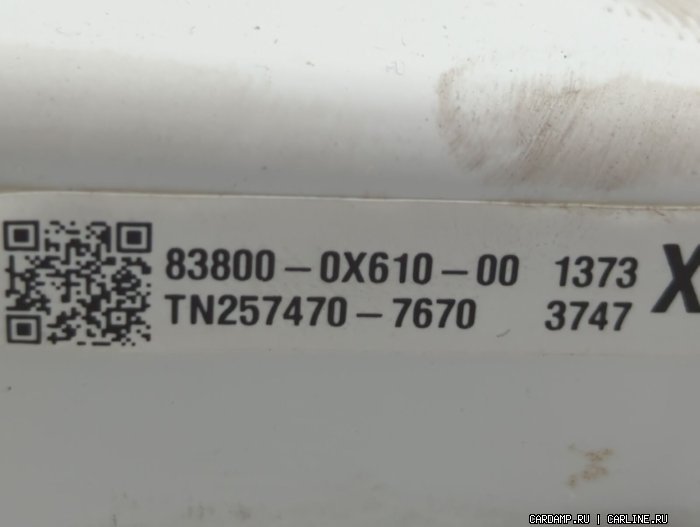 83800-0X610-00 1373 X
TN257470-7670 3747
CARDAMP.RU | CARLINE.RU